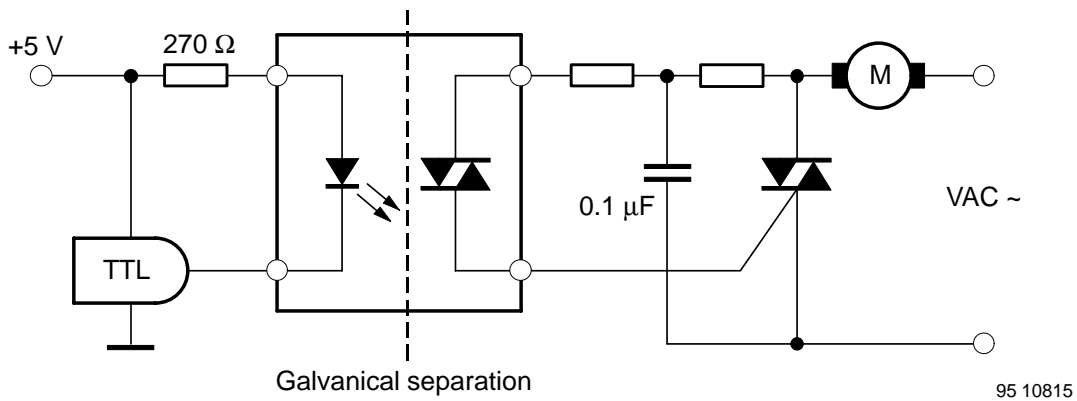 +5 V
270 Ω
M
0.1 μF
VAC ~
TTL
Galvanical separation
95 10815